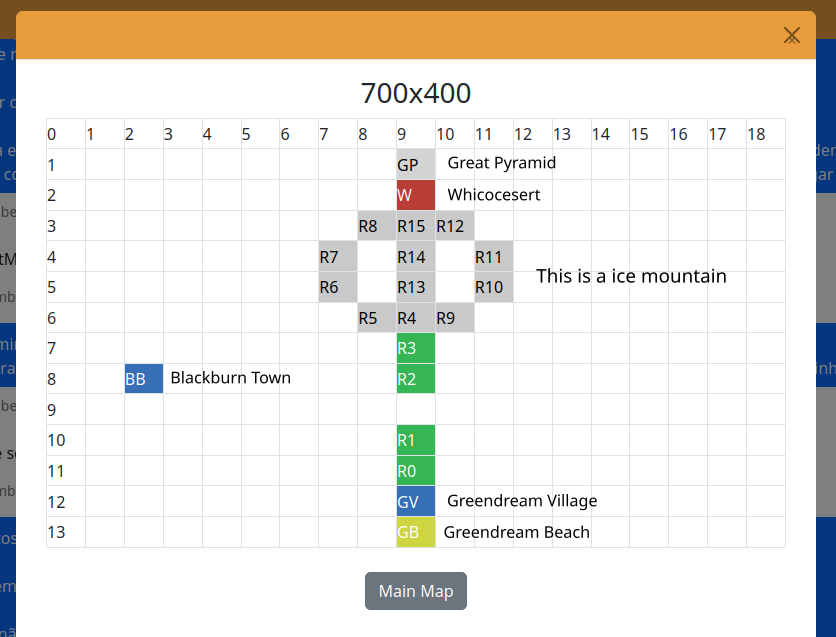 700x400
0 1 2 3 4 5 6 7 8 9 10 11 12 13 14 15 16 17 18
1 GP Great Pyramid
2 W Whicocesert
3 R8 R15 R12
4 R7 R14 R11
This is a ice mountain
5 R6 R13 R10
6 R5 R4 R9
7 R3
8 BB Blackburn Town R2
9
10 R1
11 R0
12 GV Greendream Village
13 GB Greendream Beach
Main Map